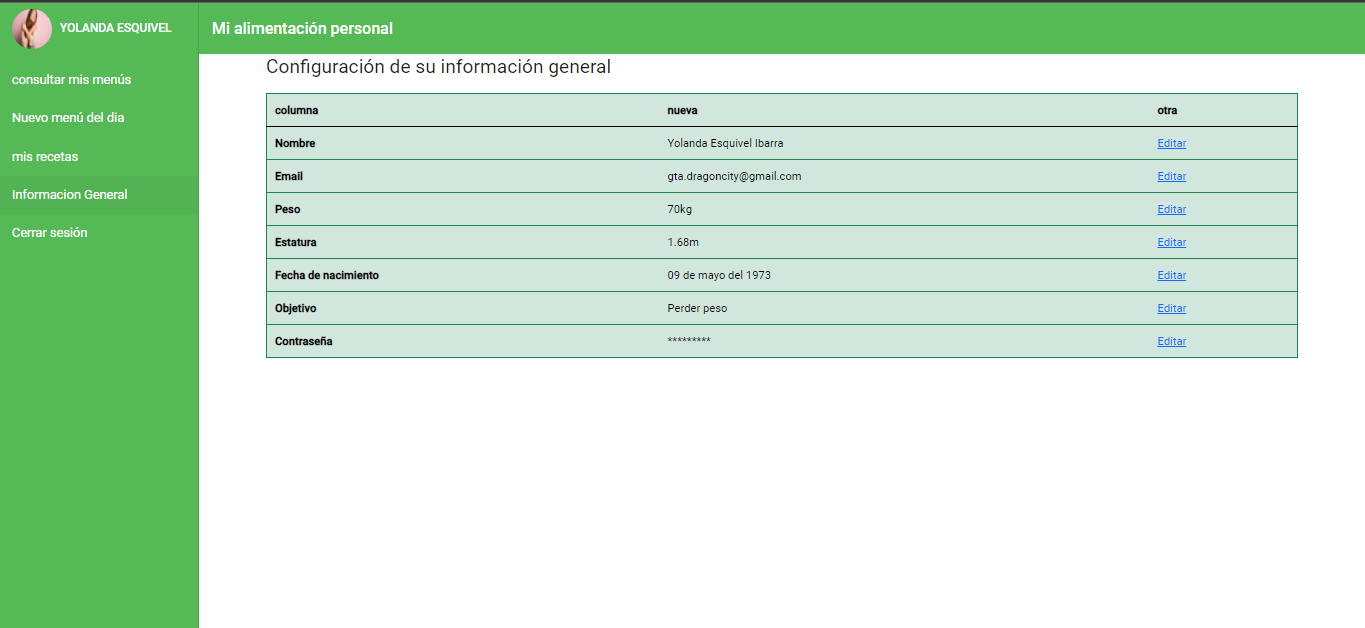 YOLANDA ESQUIVEL
Mi alimentación personal
consultar mis menús
Nuevo menú del dia
mis recetas
Informacion General
Cerrar sesión
Configuración de su información general
columna nueva otra
Nombre Yolanda Esquivel Ibarra Editar
Email gta.dragoncity@gmail.com Editar
Peso 70kg Editar
Estatura 1.68m Editar
Fecha de nacimiento 09 de mayo del 1973 Editar
Objetivo Perder peso Editar
Contraseña ********* Editar